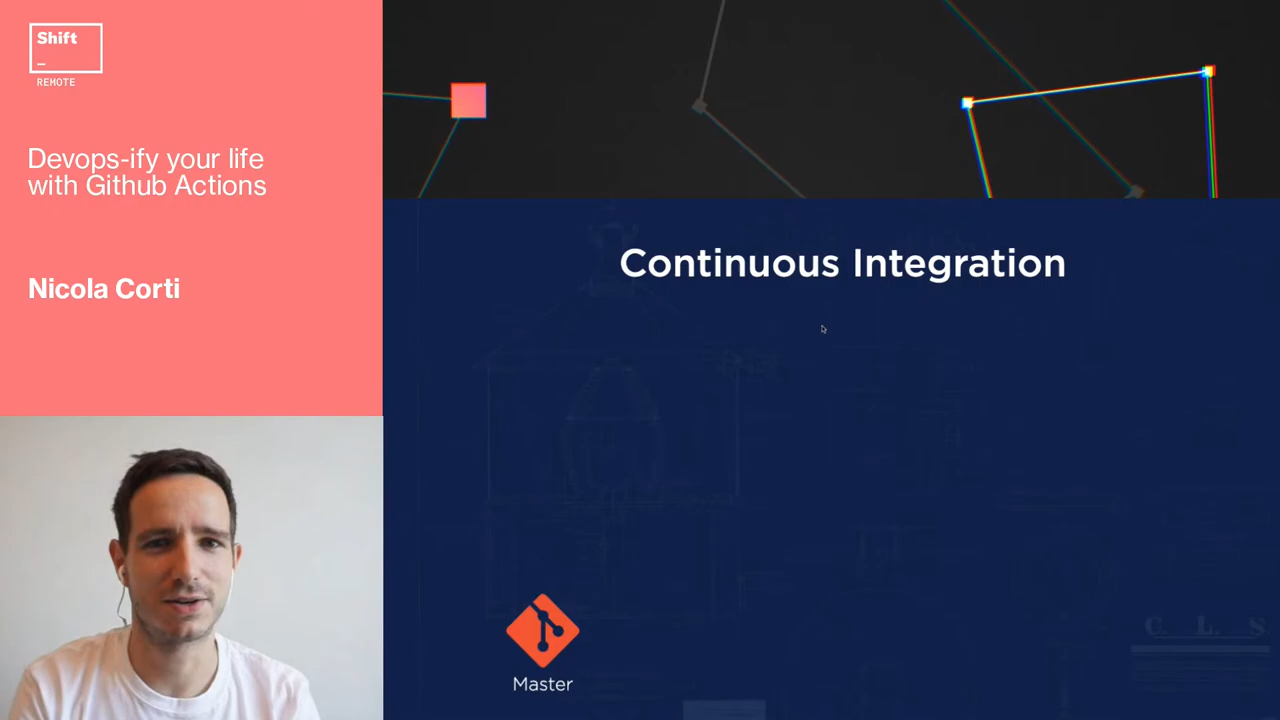 Shift
_
REMOTE
Devops-ify your life
with Github Actions
Nicola Corti
Continuous Integration
C. L. S
Master